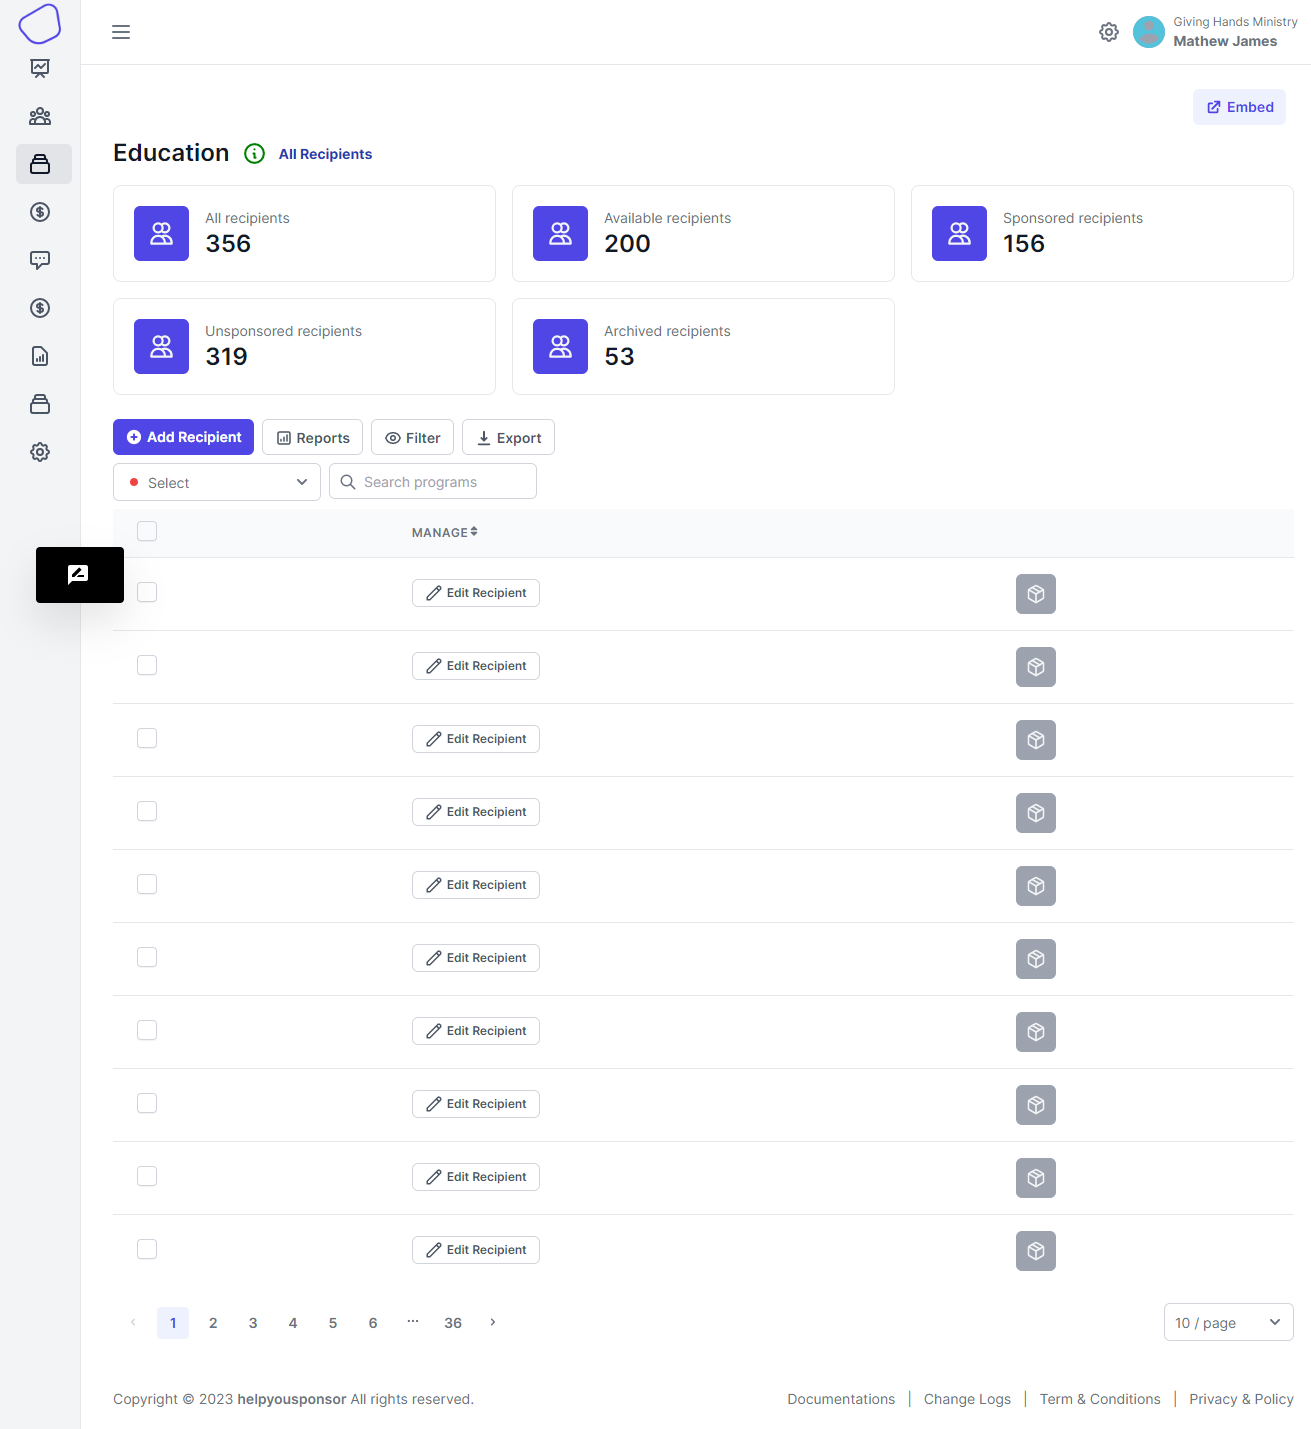 Giving Hands Ministry
Mathew James
Embed
Education All Recipients
All recipients
356
Available recipients
200
Sponsored recipients
156
Unsponsored recipients
319
Archived recipients
53
Add Recipient Reports Filter Export
Select Search programs
MANAGE
Edit Recipient
Edit Recipient
Edit Recipient
Edit Recipient
Edit Recipient
Edit Recipient
Edit Recipient
Edit Recipient
Edit Recipient
Edit Recipient
1 2 3 4 5 6 ··· 36 10 / page
Copyright © 2023 helpyousponsor All rights reserved. Documentations | Change Logs | Term & Conditions | Privacy & Policy